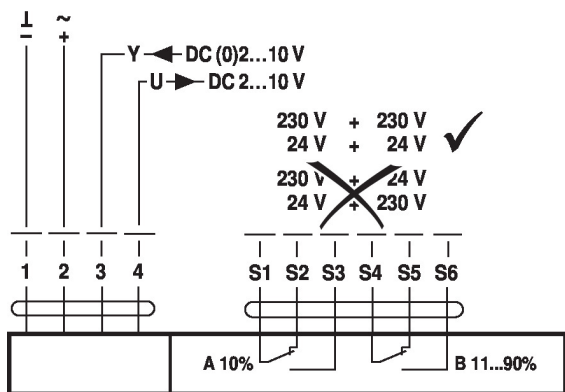 ⊥ ~
− +
Y DC (0)2...10 V
U DC 2...10 V
230 V + 230 V
24 V + 24 V
230 V + 24 V
24 V + 230 V
1 2 3 4 S1 S2 S3 S4 S5 S6
A 10% B 11...90%